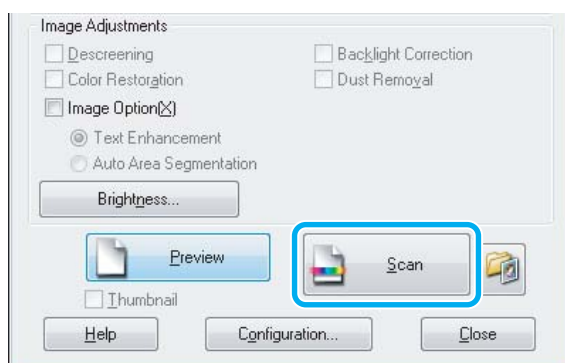 Image Adjustments
Descreening Backlight Correction
Color Restoration Dust Removal
Image Option(X)
Text Enhancement
Auto Area Segmentation
Brightness...
Preview Scan
Thumbnail
Help Configuration... Close